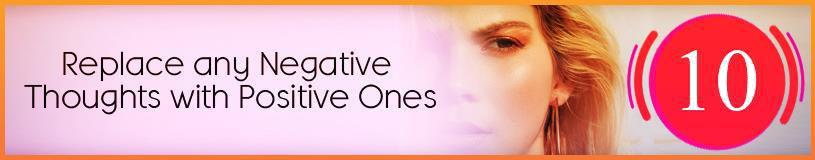 Replace any Negative
Thoughts with Positive Ones
10